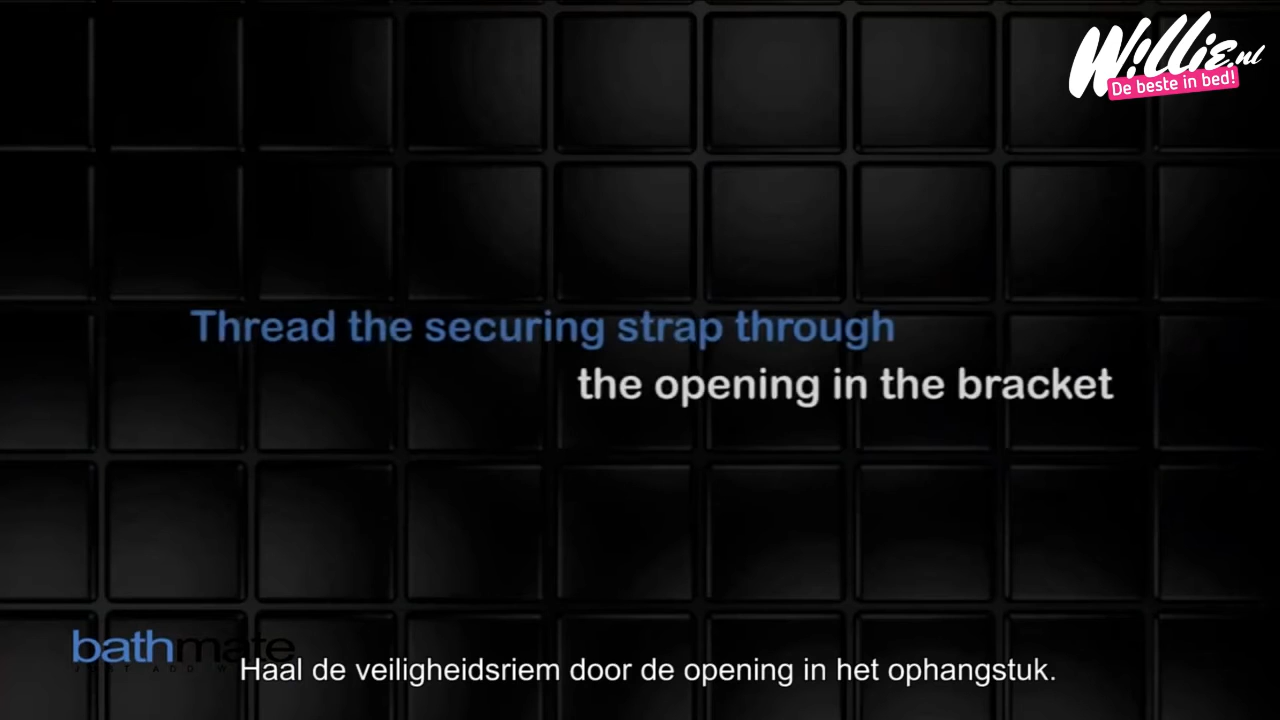 Willie.nl
De beste in bed!
Thread the securing strap through
the opening in the bracket
bathmate
Haal de veiligheidsriem door de opening in het ophangstuk.